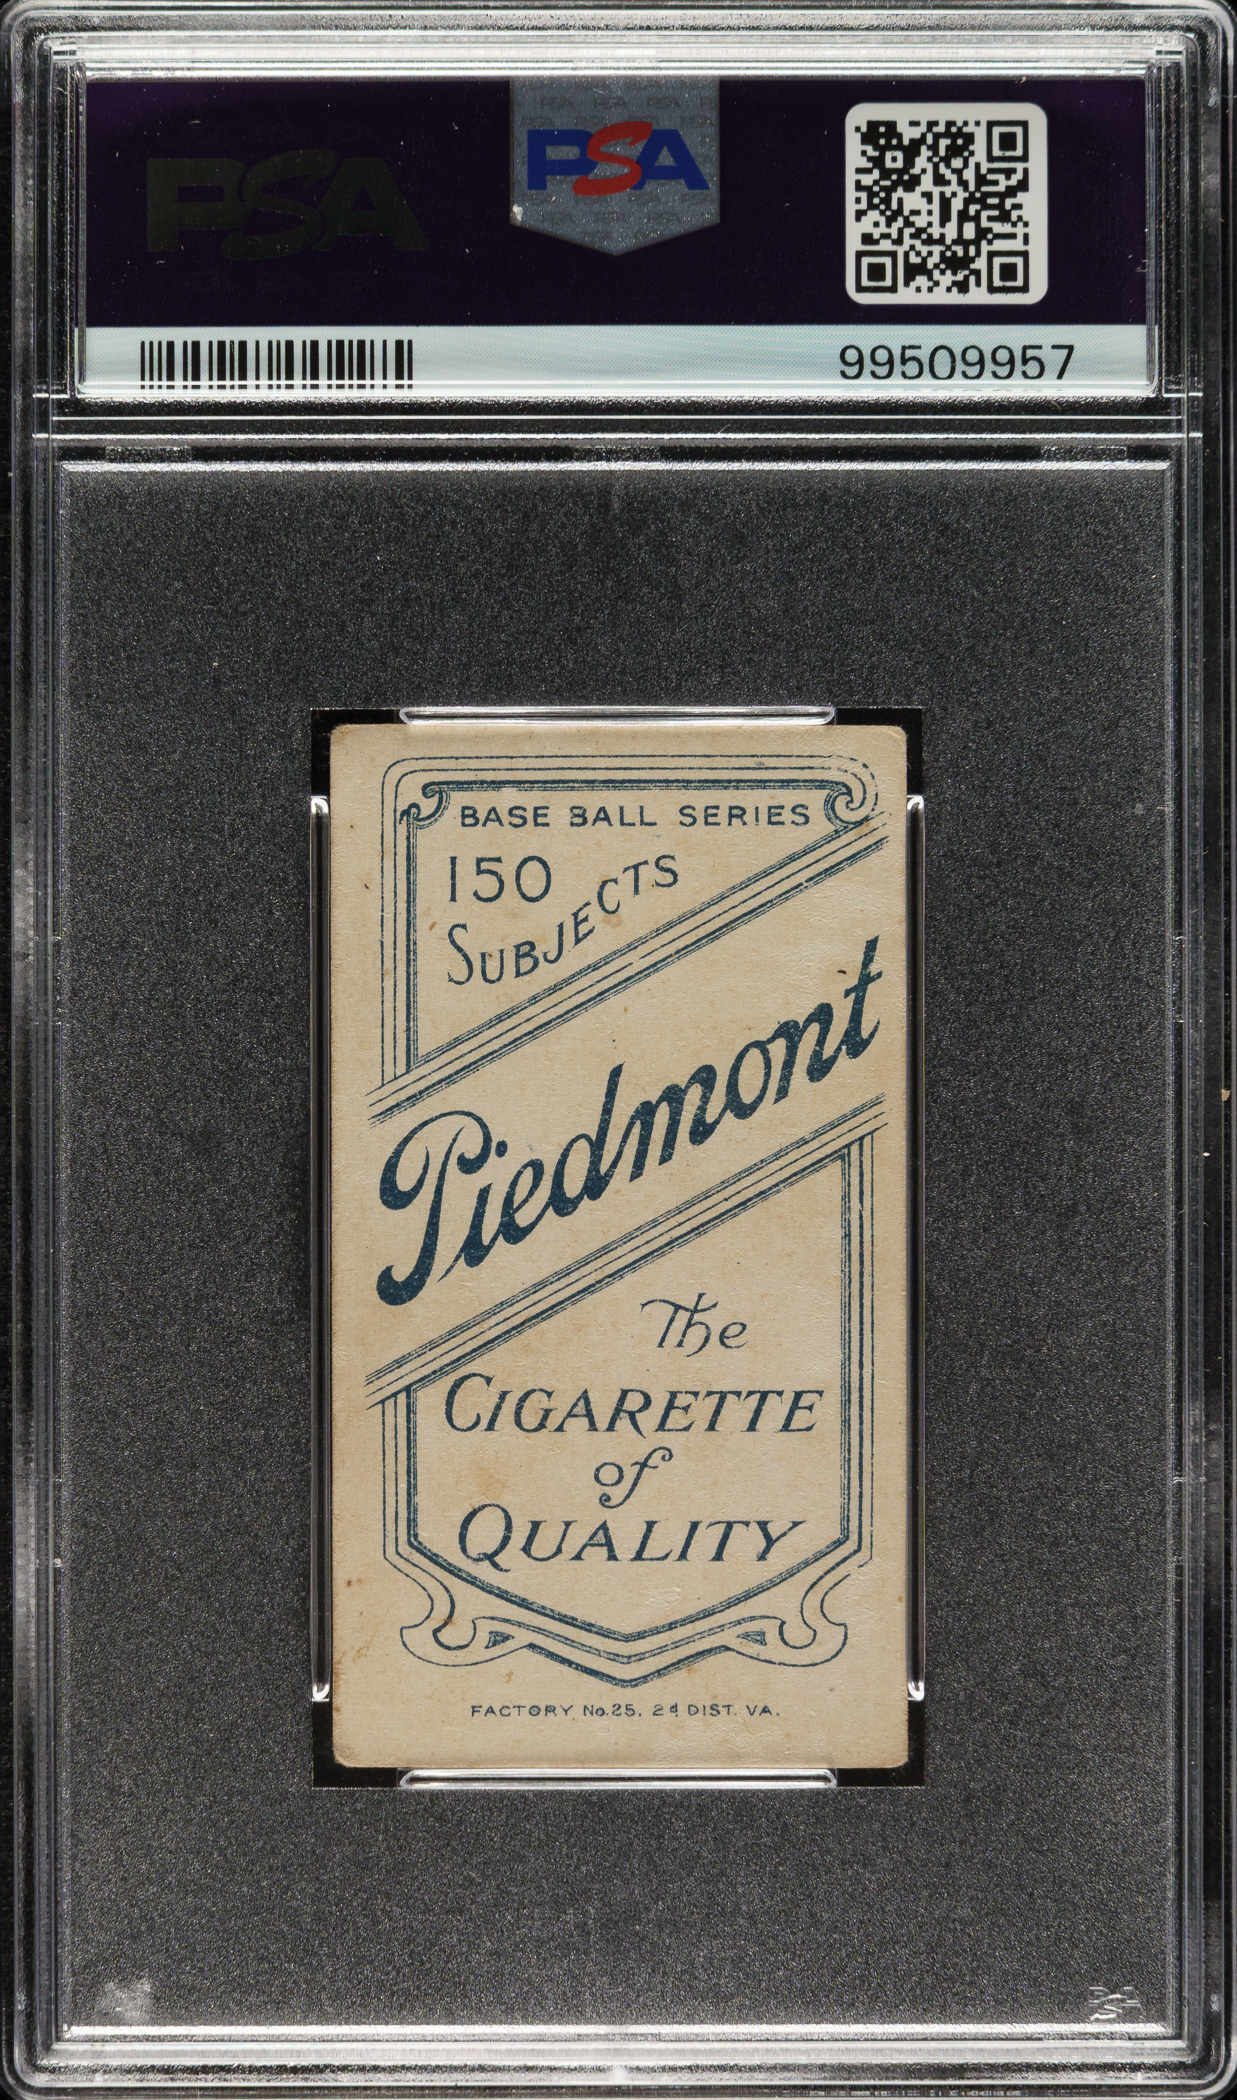 PSA
PSA
99509957
BASE BALL SERIES
150
SUBJECTS
Piedmont
The
CIGARETTE
of
QUALITY
FACTORY No.25, 2d DIST. VA.